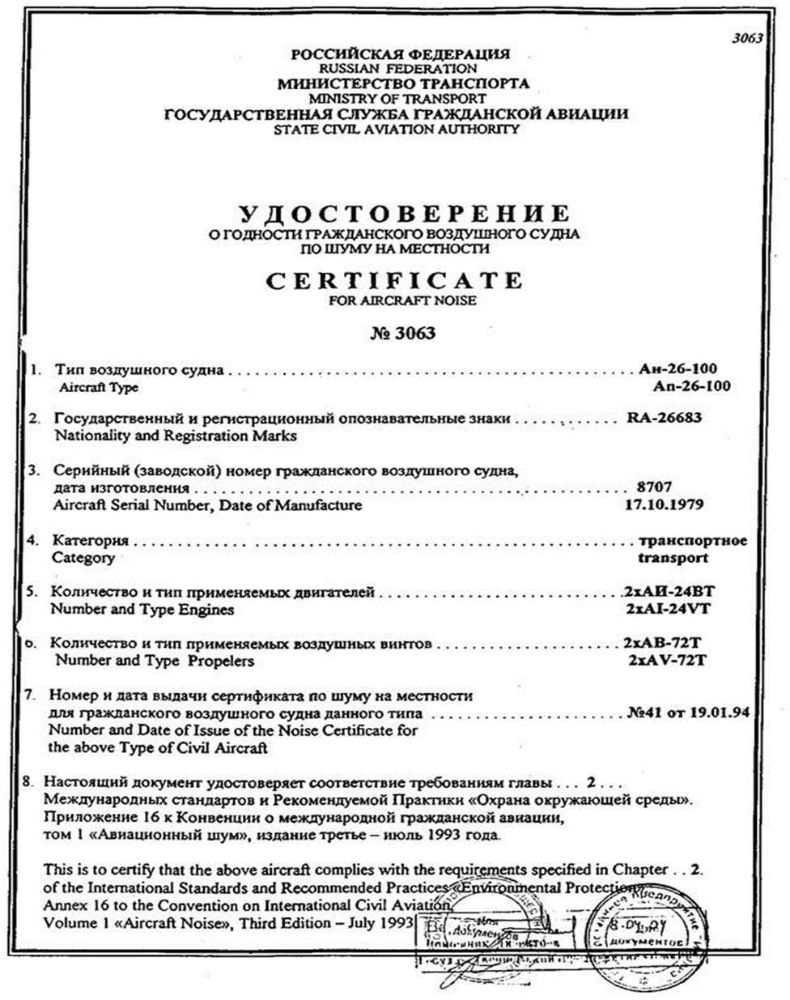 3063
РОССИЙСКАЯ ФЕДЕРАЦИЯ
RUSSIAN FEDERATION
МИНИСТЕРСТВО ТРАНСПОРТА
MINISTRY OF TRANSPORT
ГОСУДАРСТВЕННАЯ СЛУЖБА ГРАЖДАНСКОЙ АВИАЦИИ
STATE CIVIL AVIATION AUTHORITY
УДОСТОВЕРЕНИЕ
О ГОДНОСТИ ГРАЖДАНСКОГО ВОЗДУШНОГО СУДНА
ПО ШУМУ НА МЕСТНОСТИ
CERTIFICATE
FOR AIRCRAFT NOISE
№ 3063
1. Тип воздушного судна . . . . . . . . . . Ан-26-100
Aircraft Type An-26-100
2. Государственный и регистрационный опознавательные знаки . . . . . . . . . . RA-26683
Nationality and Registration Marks
3. Серийный (заводской) номер гражданского воздушного судна,
дата изготовления . . . . . . . . . . 8707
Aircraft Serial Number, Date of Manufacture 17.10.1979
4. Категория . . . . . . . . . . транспортное
Category transport
5. Количество и тип применяемых двигателей . . . . . . . . . . 2хАИ-24ВТ
Number and Type Engines 2xAI-24VT
6. Количество и тип применяемых воздушных винтов . . . . . . . . . . 2хАВ-72Т
Number and Type Propelers 2xAV-72T
7. Номер и дата выдачи сертификата по шуму на местности
для гражданского воздушного судна данного типа . . . . . . . . . . №41 от 19.01.94
Number and Date of Issue of the Noise Certificate for
the above Type of Civil Aircraft
8. Настоящий документ удостоверяет соответствие требованиям главы . . . 2 . . .
Международных стандартов и Рекомендуемой Практики «Охрана окружающей среды».
Приложение 16 к Конвенции о международной гражданской авиации,
том 1 «Авиационный шум», издание третье – июль 1993 года.
This is to certify that the above aircraft complies with the requirements specified in Chapter . . 2.
of the International Standards and Recommended Practices «Environmental Protection»
Annex 16 to the Convention on International Civil Aviation,
Volume 1 «Aircraft Noise», Third Edition – July 1993
для документов
предприятие
для
документов